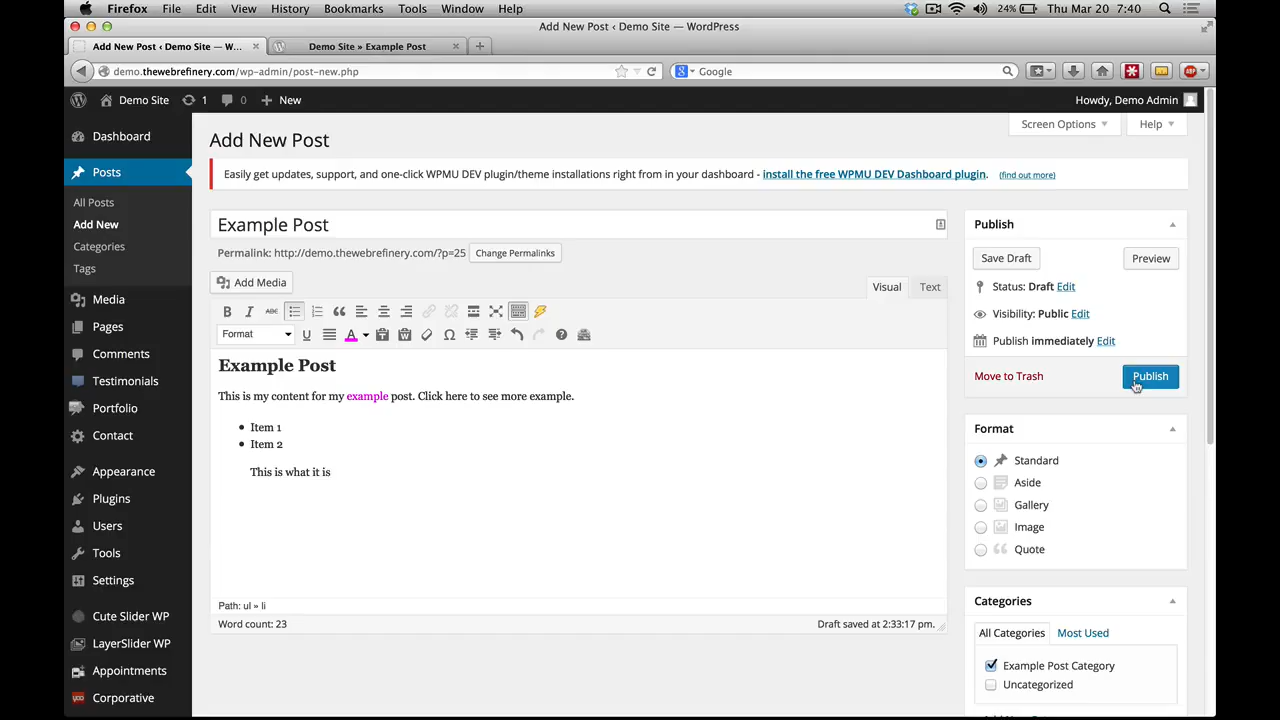 Firefox File Edit View History Bookmarks Tools Window Help 24% Thu Mar 20 7:40
Add New Post ‹ Demo Site — WordPress
Add New Post ‹ Demo Site — W... Demo Site » Example Post
demo.thewebrefinery.com/wp-admin/post-new.php Google
Demo Site 1 0 New Howdy, Demo Admin
Screen Options Help
Dashboard
Posts
All Posts
Add New
Categories
Tags
Media
Pages
Comments
Testimonials
Portfolio
Contact
Appearance
Plugins
Users
Tools
Settings
Cute Slider WP
LayerSlider WP
Appointments
Corporative
Add New Post
Easily get updates, support, and one-click WPMU DEV plugin/theme installations right from in your dashboard - install the free WPMU DEV Dashboard plugin. (find out more)
Example Post
Permalink: http://demo.thewebrefinery.com/?p=25 Change Permalinks
Add Media
Visual Text
B I ABC
Format U A
Example Post
This is my content for my example post. Click here to see more example.
Item 1
Item 2
This is what it is
Path: ul » li
Word count: 23 Draft saved at 2:33:17 pm.
Publish
Save Draft Preview
Status: Draft Edit
Visibility: Public Edit
Publish immediately Edit
Move to Trash Publish
Format
Standard
Aside
Gallery
Image
Quote
Categories
All Categories Most Used
Example Post Category
Uncategorized